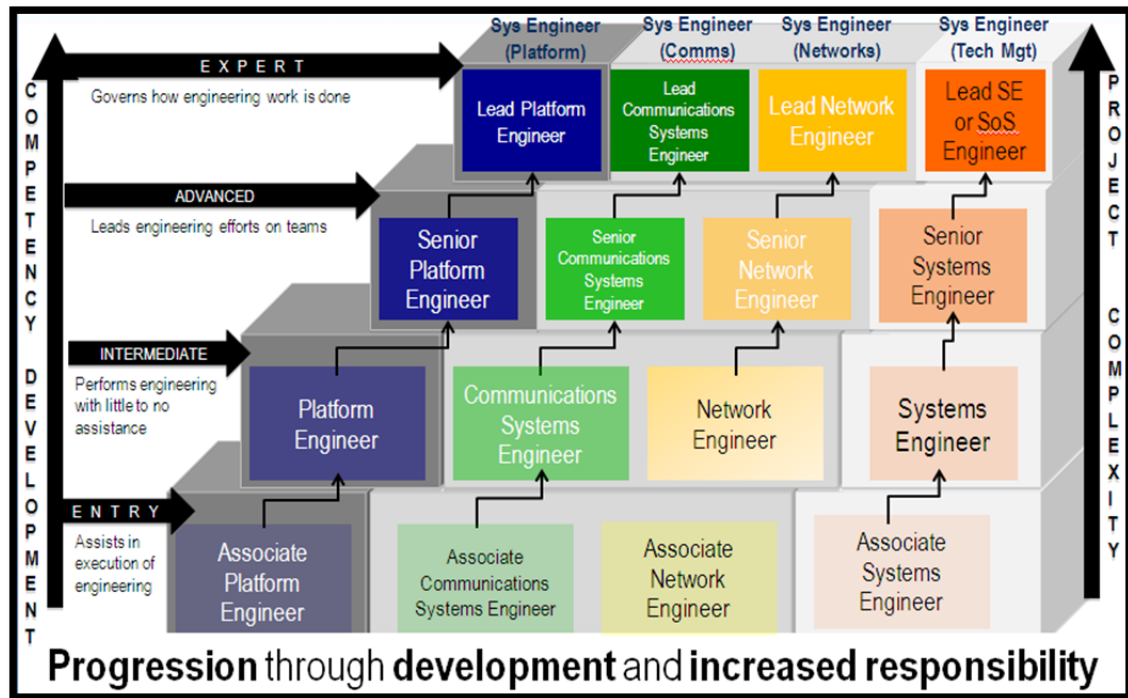 Sys Engineer
(Platform)
Sys Engineer
(Comms)
Sys Engineer
(Networks)
Sys Engineer
(Tech Mgt)
COMPETENCY DEVELOPMENT
PROJECT COMPLEXITY
EXPERT
Governs how engineering work is done
Lead Platform
Engineer
Lead
Communications
Systems
Engineer
Lead Network
Engineer
Lead SE
or SoS
Engineer
ADVANCED
Leads engineering efforts on teams
Senior
Platform
Engineer
Senior
Communications
Systems
Engineer
Senior
Network
Engineer
Senior
Systems
Engineer
INTERMEDIATE
Performs engineering
with little to no
assistance
Platform
Engineer
Communications
Systems
Engineer
Network
Engineer
Systems
Engineer
ENTRY
Assists in
execution of
engineering
Associate
Platform
Engineer
Associate
Communications
Systems Engineer
Associate
Network
Engineer
Associate
Systems
Engineer
Progression through development and increased responsibility